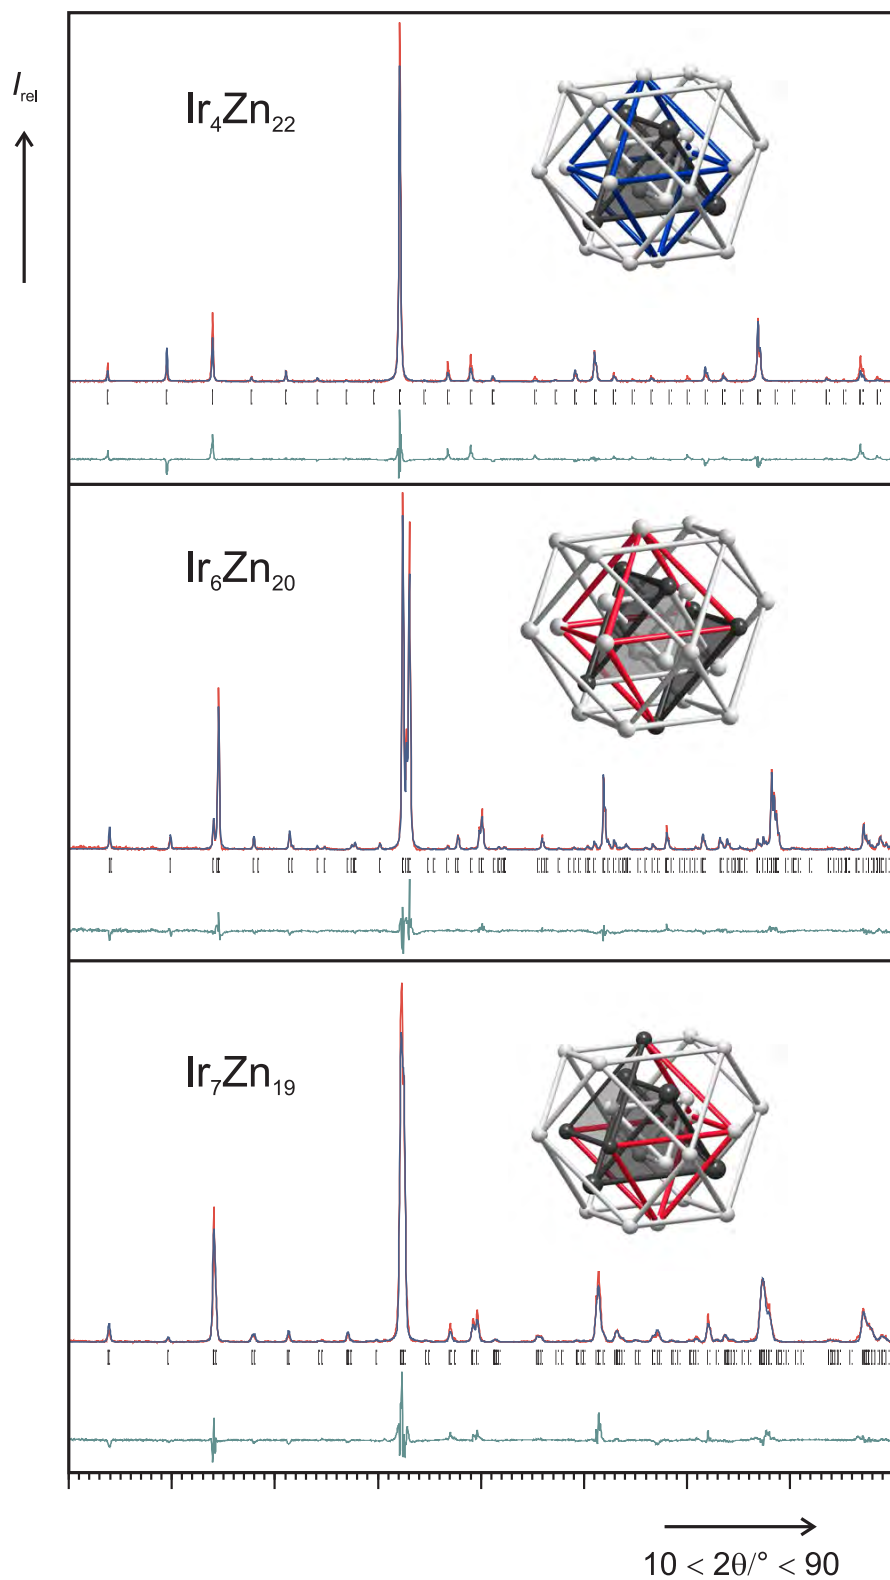 I_rel
Ir₄Zn₂₂
Ir₆Zn₂₀
Ir₇Zn₁₉
10 < 2θ/° < 90